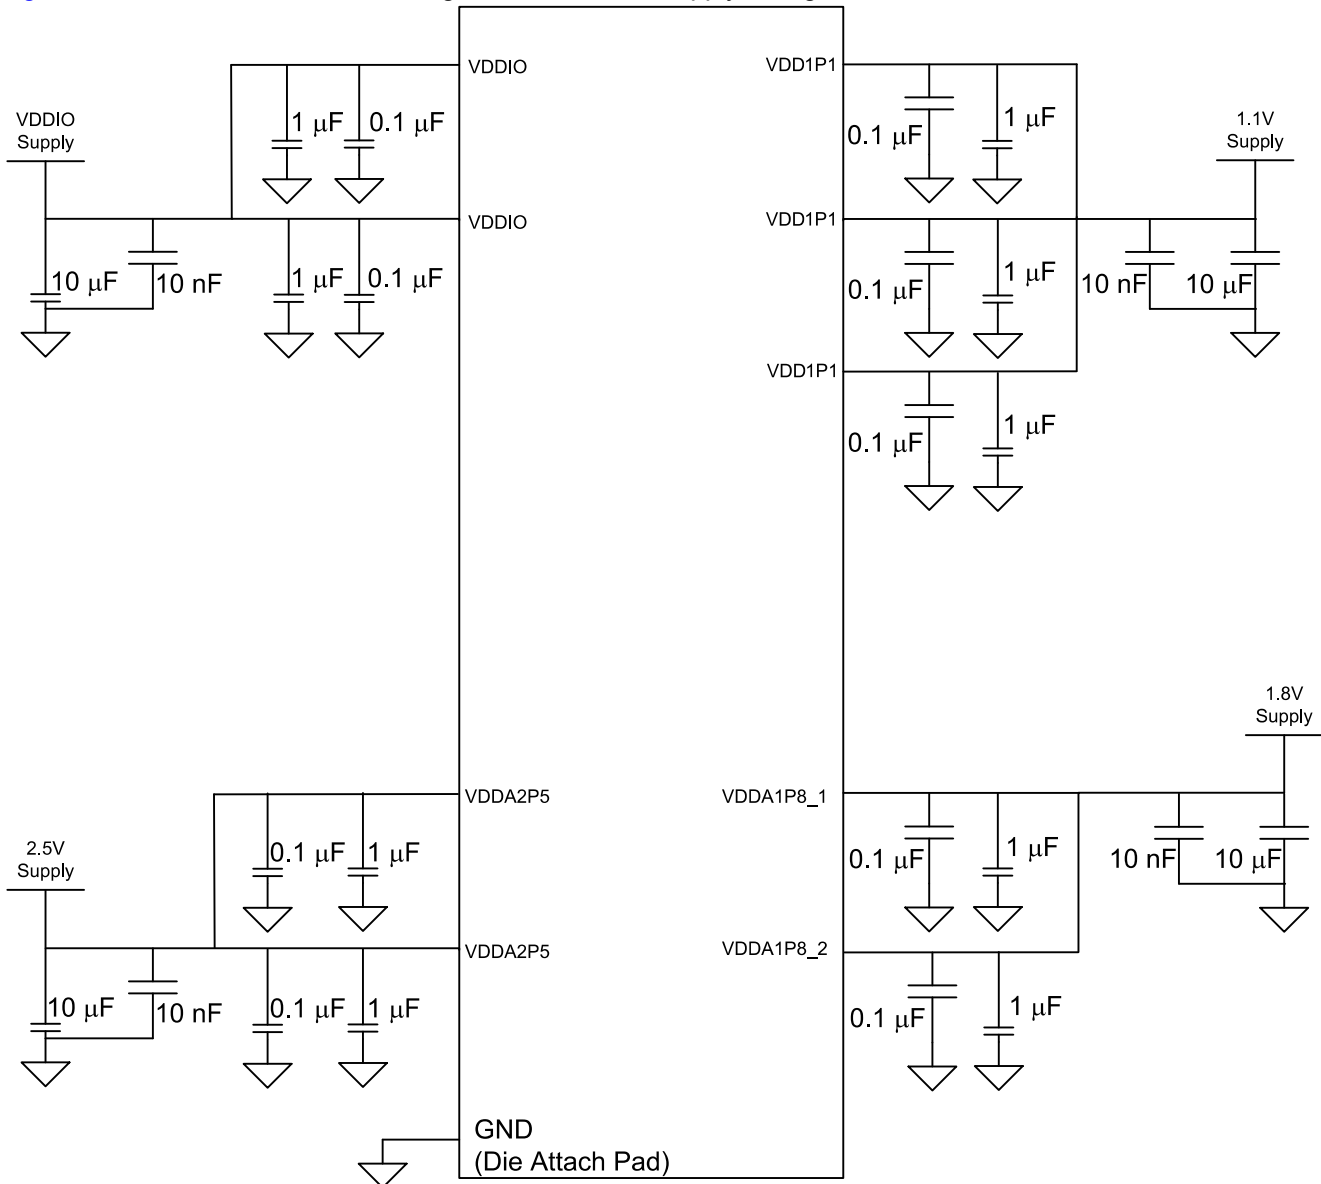 VDDIO
VDD1P1
1 µF
0.1 µF
0.1 µF
1 µF
VDDIO
Supply
1.1V
Supply
VDDIO
VDD1P1
10 µF
10 nF
1 µF
0.1 µF
0.1 µF
1 µF
10 nF
10 µF
VDD1P1
0.1 µF
1 µF
1.8V
Supply
VDDA2P5
VDDA1P8_1
2.5V
Supply
0.1 µF
1 µF
0.1 µF
1 µF
10 nF
10 µF
VDDA2P5
VDDA1P8_2
10 µF
10 nF
0.1 µF
1 µF
0.1 µF
1 µF
GND
(Die Attach Pad)